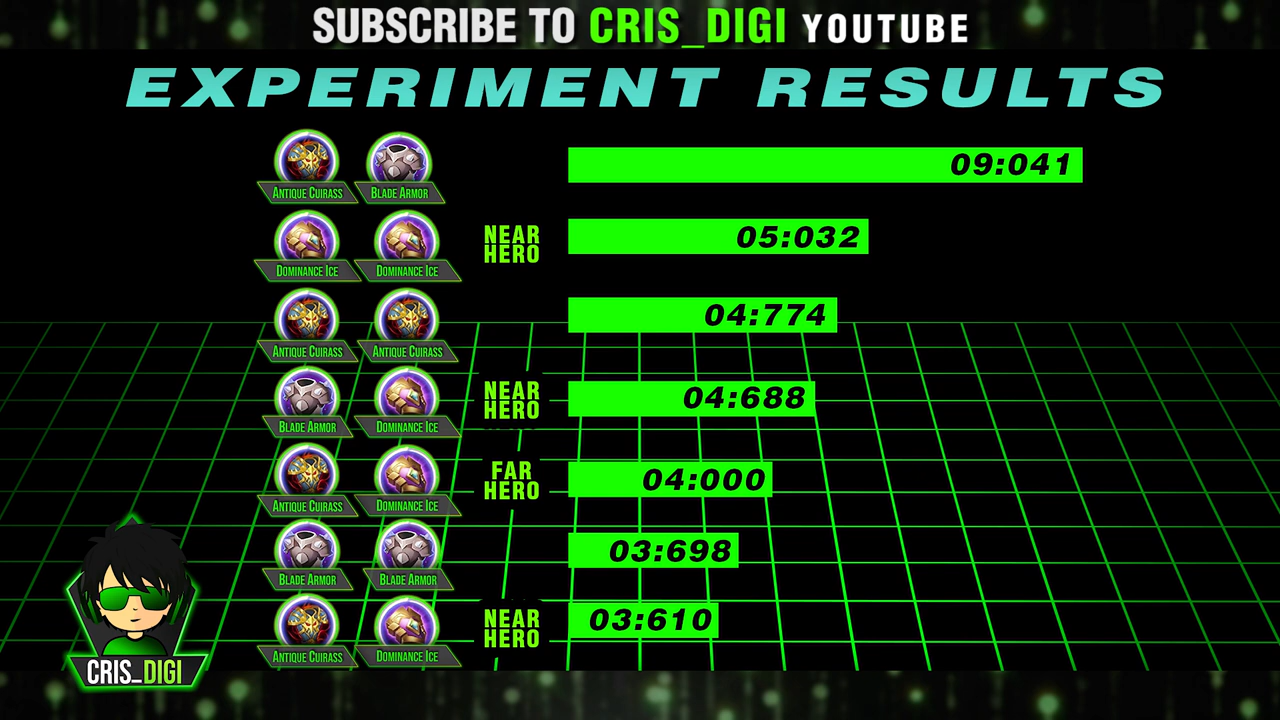 SUBSCRIBE TO CRIS_DIGI YOUTUBE
EXPERIMENT RESULTS
ANTIQUE CUIRASS BLADE ARMOR 09:041
DOMINANCE ICE DOMINANCE ICE NEAR HERO 05:032
ANTIQUE CUIRASS ANTIQUE CUIRASS 04:774
BLADE ARMOR DOMINANCE ICE NEAR HERO 04:688
ANTIQUE CUIRASS DOMINANCE ICE FAR HERO 04:000
BLADE ARMOR BLADE ARMOR 03:698
ANTIQUE CUIRASS DOMINANCE ICE NEAR HERO 03:610
CRIS_DIGI